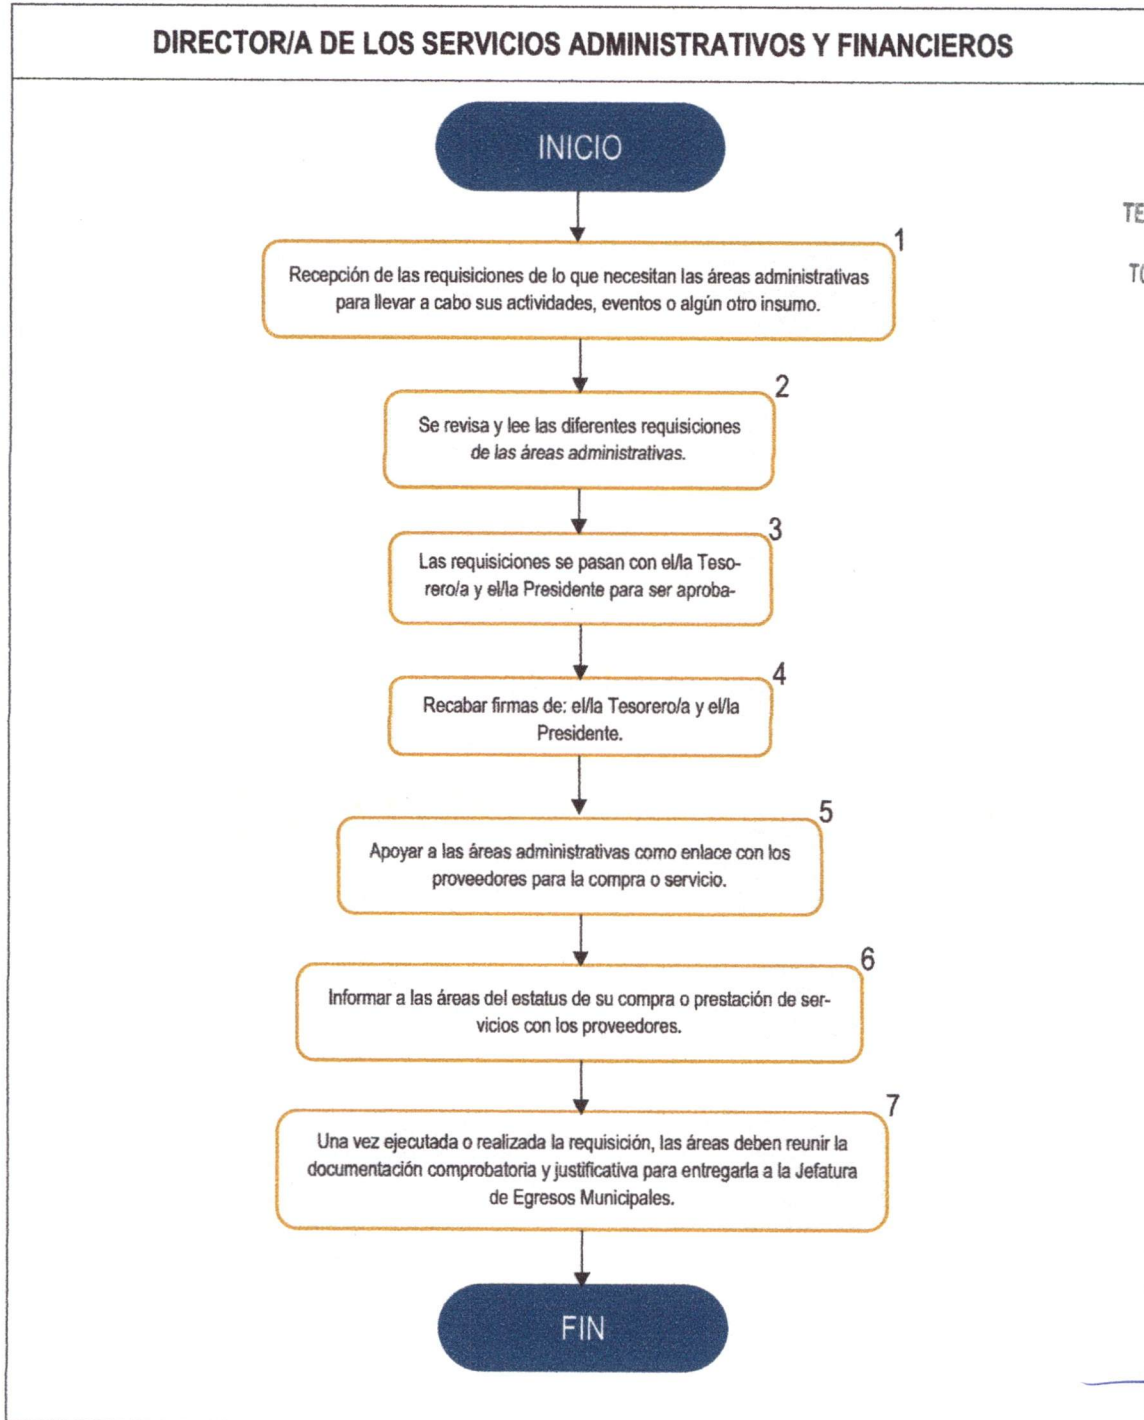 DIRECTOR/A DE LOS SERVICIOS ADMINISTRATIVOS Y FINANCIEROS
INICIO
TE
TO
1
Recepción de las requisiciones de lo que necesitan las áreas administrativas
para llevar a cabo sus actividades, eventos o algún otro insumo.
2
Se revisa y lee las diferentes requisiciones
de las áreas administrativas.
3
Las requisiciones se pasan con el/la Teso-
rero/a y el/la Presidente para ser aproba-
4
Recabar firmas de: el/la Tesorero/a y el/la
Presidente.
5
Apoyar a las áreas administrativas como enlace con los
proveedores para la compra o servicio.
6
Informar a las áreas del estatus de su compra o prestación de ser-
vicios con los proveedores.
7
Una vez ejecutada o realizada la requisición, las áreas deben reunir la
documentación comprobatoria y justificativa para entregarla a la Jefatura
de Egresos Municipales.
FIN